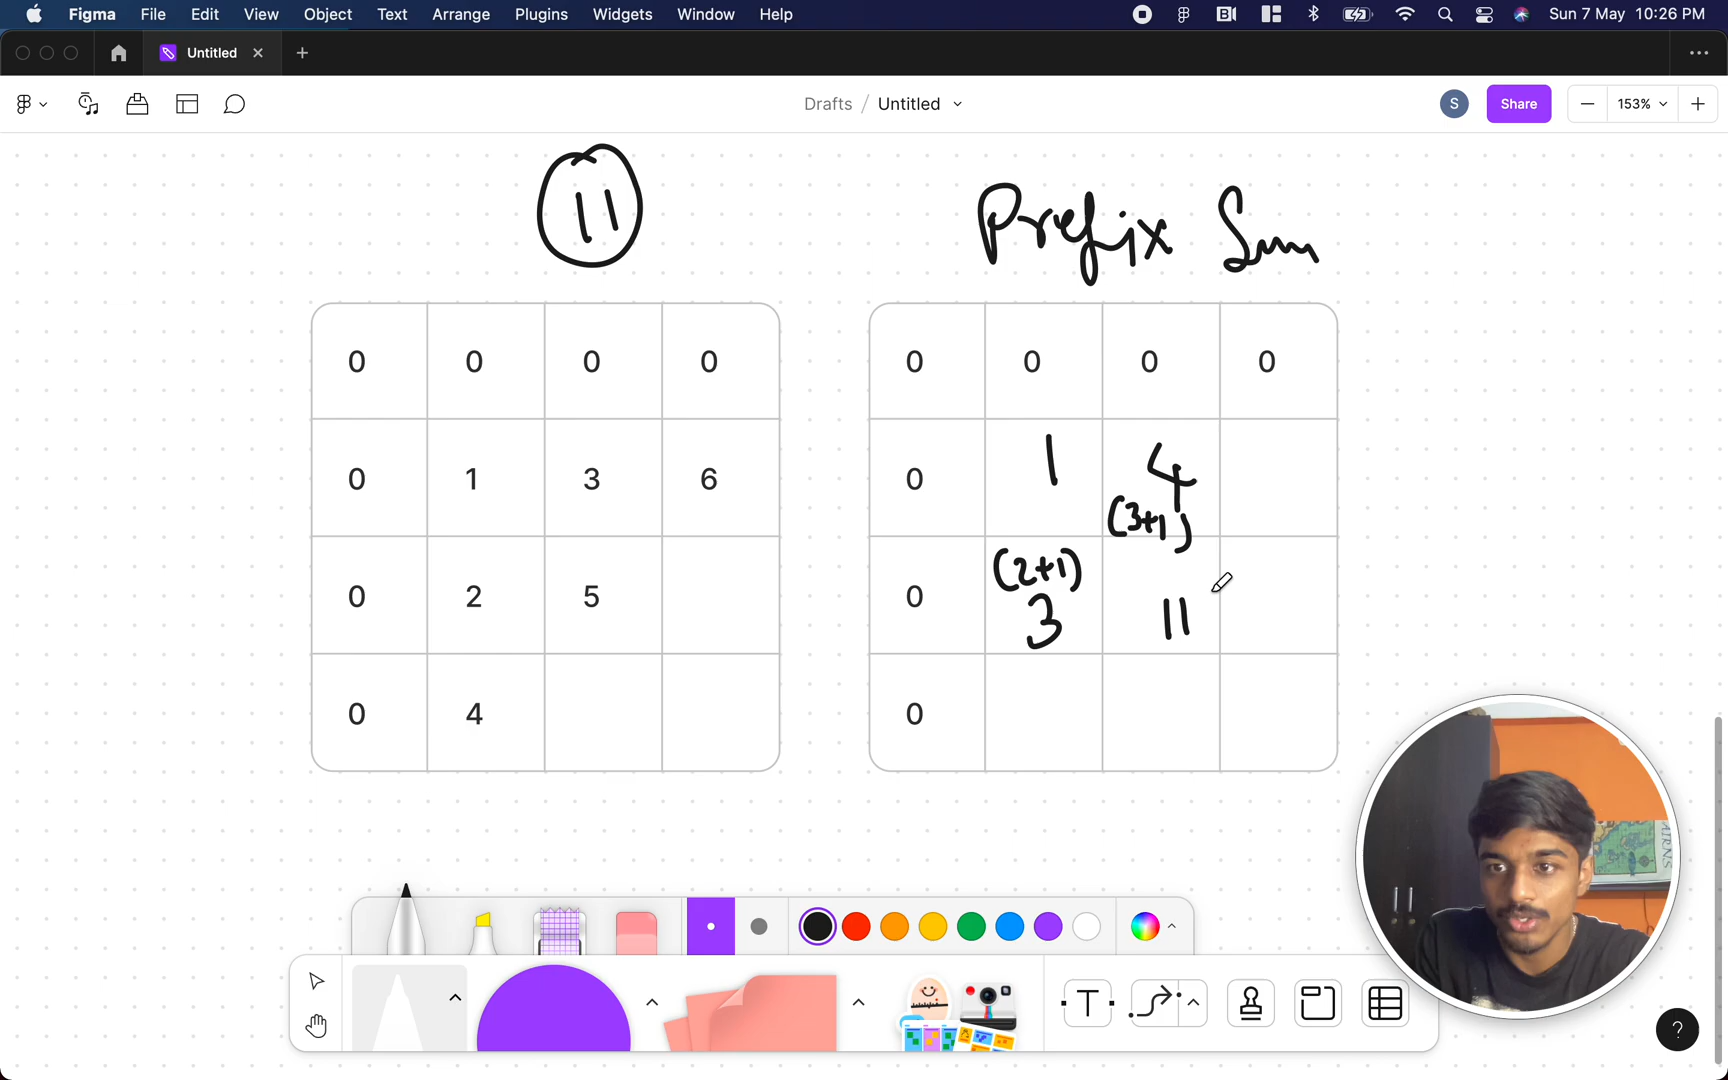 Figma File Edit View Object Text Arrange Plugins Widgets Window Help Sun 7 May 10:26 PM
Untitled
Drafts / Untitled S Share 153%
11 Prefix Sum
0 0 0 0 0 0 0 0
0 1 3 6 0 1 4
(3+1)
(2+1)
0 2 5 0 3 11
0 4 0
T
?